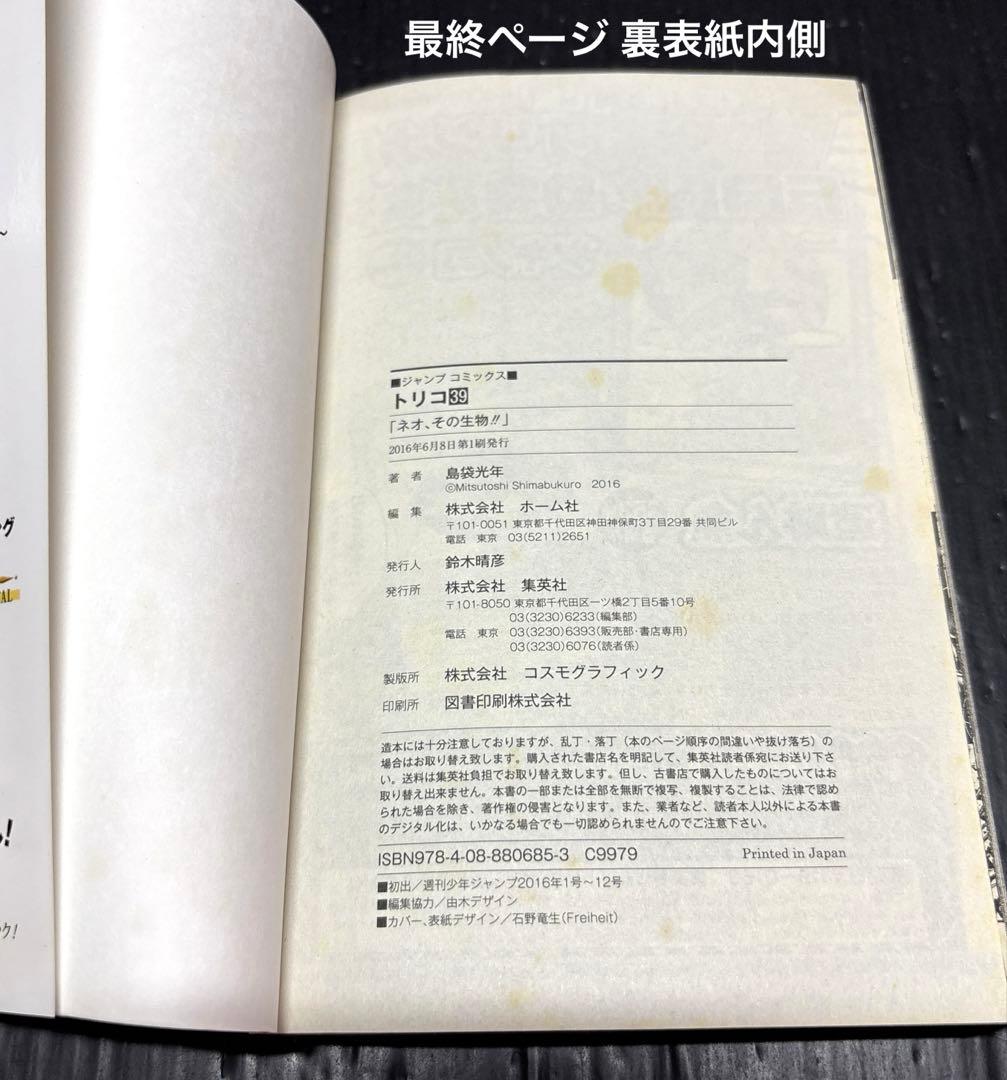 最終ページ 裏表紙内側
■ジャンプ コミックス■
トリコ39
「ネオ、その生物!!」
2016年6月8日第1刷発行
著 者 島袋光年
©Mitsutoshi Shimabukuro 2016
編 集 株式会社 ホーム社
〒101-0051 東京都千代田区神田神保町3丁目29番 共同ビル
電話 東京 03(5211)2651
発行人 鈴木晴彦
発行所 株式会社 集英社
〒101-8050 東京都千代田区一ツ橋2丁目5番10号
03(3230)6233(編集部)
電話 東京 03(3230)6393(販売部・書店専用)
03(3230)6076(読者係)
製版所 株式会社 コスモグラフィック
印刷所 図書印刷株式会社
造本には十分注意しておりますが、乱丁・落丁(本のページ順序の間違いや抜け落ち)の
場合はお取り替え致します。購入された書店名を明記して、集英社読者係宛にお送り下さ
い。送料は集英社負担でお取り替え致します。但し、古書店で購入したものについてはお
取り替え出来ません。本書の一部または全部を無断で複写、複製することは、法律で認め
られた場合を除き、著作権の侵害となります。また、業者など、読者本人以外による本書
のデジタル化は、いかなる場合でも一切認められませんのでご注意下さい。
ISBN978-4-08-880685-3 C9979 Printed in Japan
■初出/週刊少年ジャンプ2016年1号〜12号
■編集協力/由木デザイン
■カバー、表紙デザイン/石野竜生(Freiheit)